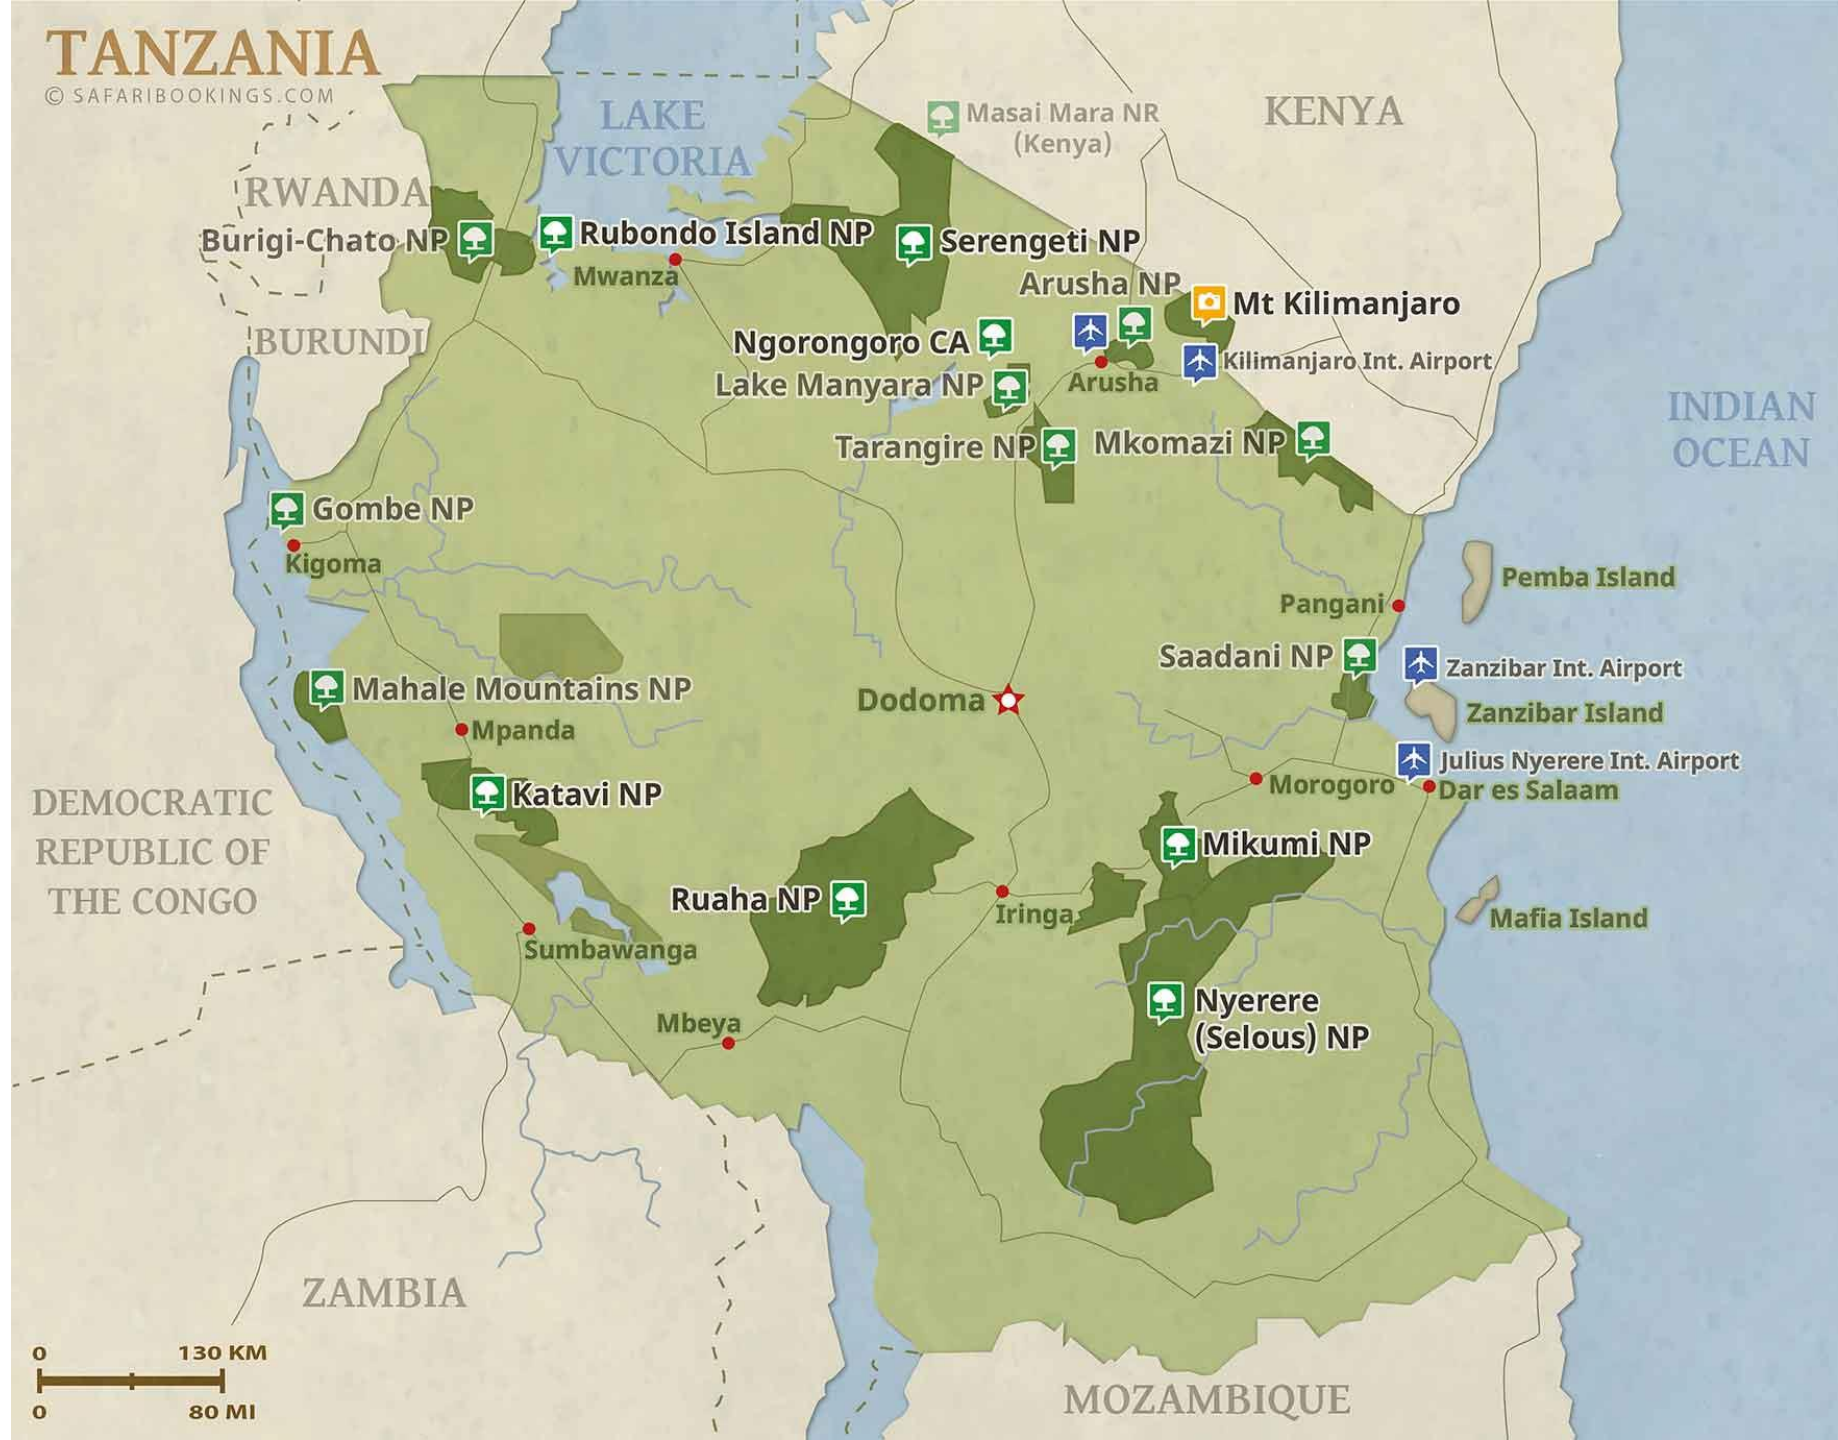 TANZANIA
© SAFARIBOOKINGS.COM
LAKE
VICTORIA
Masai Mara NR
(Kenya)
KENYA
RWANDA
Burigi-Chato NP
Rubondo Island NP
Serengeti NP
Mwanza
Arusha NP
Mt Kilimanjaro
BURUNDI
Ngorongoro CA
Kilimanjaro Int. Airport
Lake Manyara NP
Arusha
INDIAN
OCEAN
Tarangire NP
Mkomazi NP
Gombe NP
Kigoma
Pemba Island
Pangani
Saadani NP
Zanzibar Int. Airport
Mahale Mountains NP
Dodoma
Zanzibar Island
Mpanda
Julius Nyerere Int. Airport
Morogoro
Dar es Salaam
Katavi NP
DEMOCRATIC
REPUBLIC OF
THE CONGO
Mikumi NP
Ruaha NP
Iringa
Mafia Island
Sumbawanga
Nyerere
(Selous) NP
Mbeya
ZAMBIA
0 130 KM
0 80 MI
MOZAMBIQUE